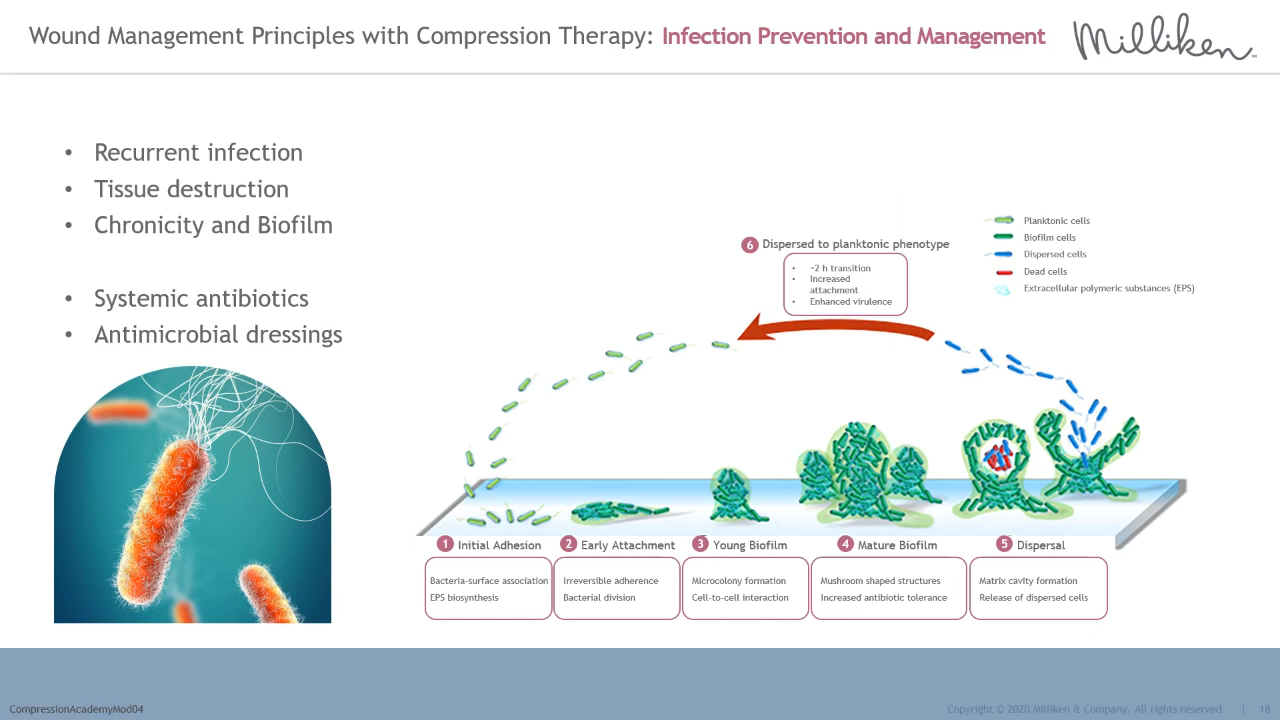 Wound Management Principles with Compression Therapy: Infection Prevention and Management
Milliken™
• Recurrent infection
• Tissue destruction
• Chronicity and Biofilm
• Systemic antibiotics
• Antimicrobial dressings
Planktonic cells
Biofilm cells
Dispersed cells
Dead cells
Extracellular polymeric substances (EPS)
6 Dispersed to planktonic phenotype
• ~2 h transition
• Increased
attachment
• Enhanced virulence
1 Initial Adhesion
Bacteria-surface association
EPS biosynthesis
2 Early Attachment
Irreversible adherence
Bacterial division
3 Young Biofilm
Microcolony formation
Cell-to-cell interaction
4 Mature Biofilm
Mushroom shaped structures
Increased antibiotic tolerance
5 Dispersal
Matrix cavity formation
Release of dispersed cells
CompressionAcademyMod04
Copyright © 2020 Milliken & Company. All rights reserved | 18